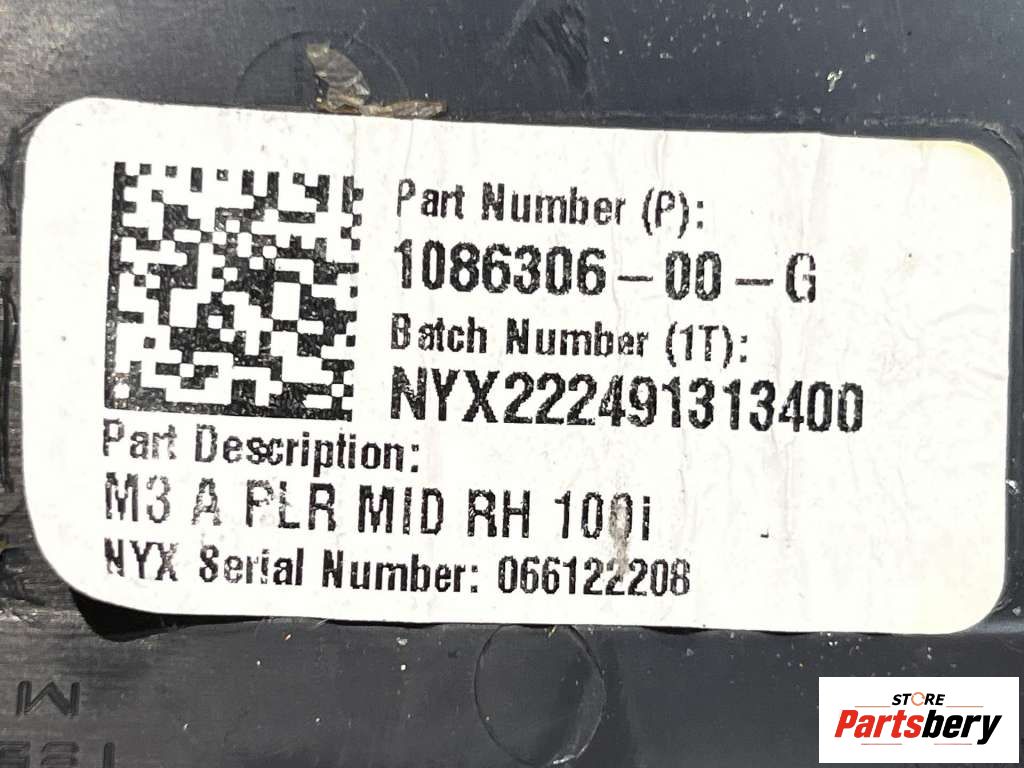 Part Number (P):
1086306-00-G
Batch Number (1T):
NYX222491313400
Part Description:
M3 A PLR MID RH 100i
NYX Serial Number: 066122208
M
STORE
Partsbery